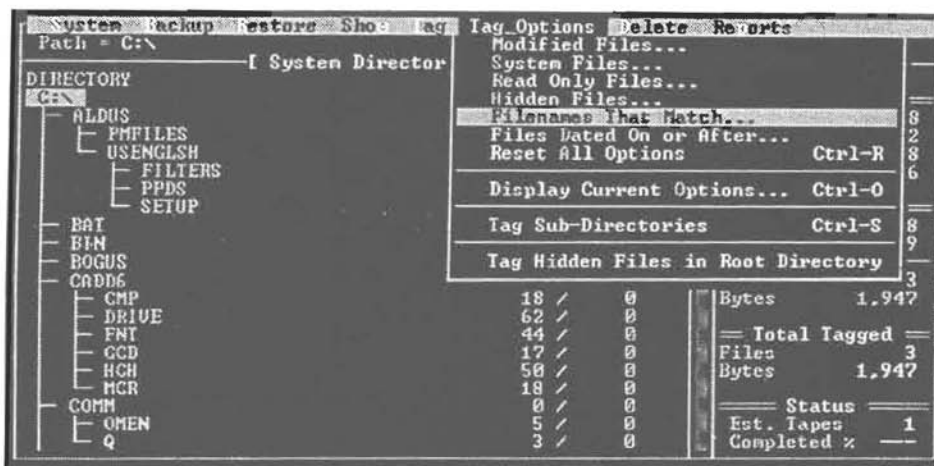 System Backup Restore Show Tag Tag_Options Delete Reports
Path = C:\
[ System Director
DIRECTORY
C:\
ALDUS
PMFILES
USENGLSH
FILTERS
PPDS
SETUP
BAT
BIN
BOGUS
CADD6
CMP 18 / 0
DRIVE 62 / 0
FNT 44 / 0
GCD 17 / 0
HCH 50 / 0
MCR 18 / 0
COMM 0 / 0
OMEN 5 / 0
Q 3 / 0
Modified Files...
System Files...
Read Only Files...
Hidden Files...
Filenames That Match...
Files Dated On or After...
Reset All Options Ctrl-R
Display Current Options... Ctrl-O
Tag Sub-Directories Ctrl-S
Tag Hidden Files in Root Directory
8
2
8
6
8
9
3
Bytes 1,947
Total Tagged
Files 3
Bytes 1,947
Status
Est. Tapes 1
Completed % ---